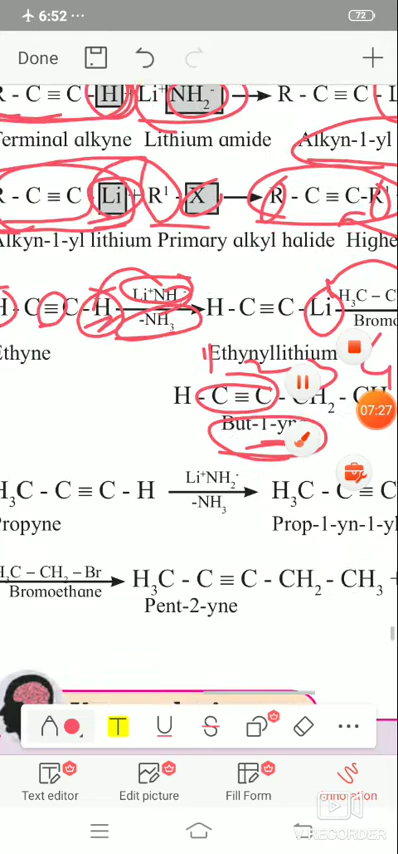 6:52 ... 72
Done
R - C ≡ C - H + Li⁺ NH₂⁻ → R - C ≡ C - L
Terminal alkyne Lithium amide Alkyn-1-yl
R - C ≡ C - Li + R¹ - X → R - C ≡ C-R¹
Alkyn-1-yl lithium Primary alkyl halide Highe
H-C≡C-H Li⁺NH₂⁻ -NH₃ → H-C≡C-Li H₃C – C
Bromo
Ethyne Ethynyllithium
H - C ≡ C - CH₂ - CH
But-1-yn
07:27
H₃C - C ≡ C - H Li⁺NH₂⁻ -NH₃ → H₃C - C ≡ C
Propyne Prop-1-yn-1-yl
H₃C – CH₂ –Br Bromoethane → H₃C - C ≡ C - CH₂ - CH₃ +
Pent-2-yne
T U S
Text editor Edit picture Fill Form Annotation
V RECORDER